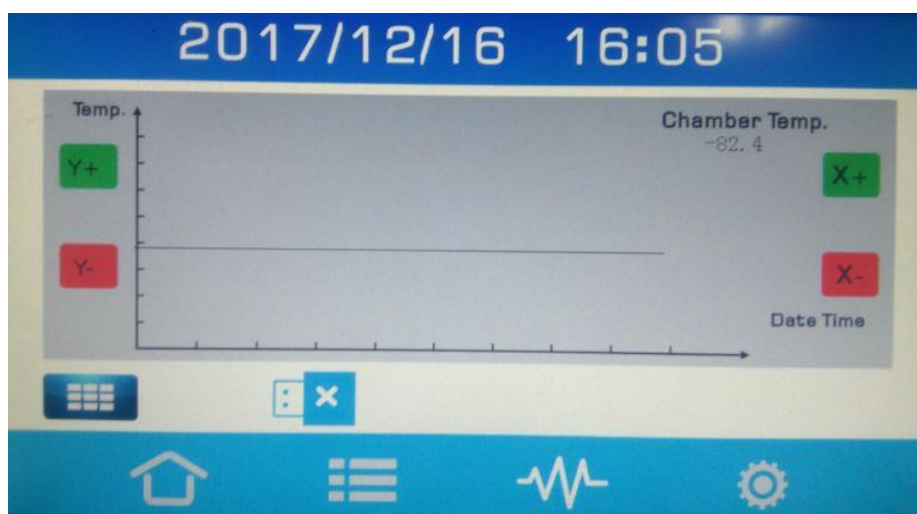 2017/12/16 16:05
Temp.
Chamber Temp.
-82.4
Y+
X+
Y-
X-
Date Time